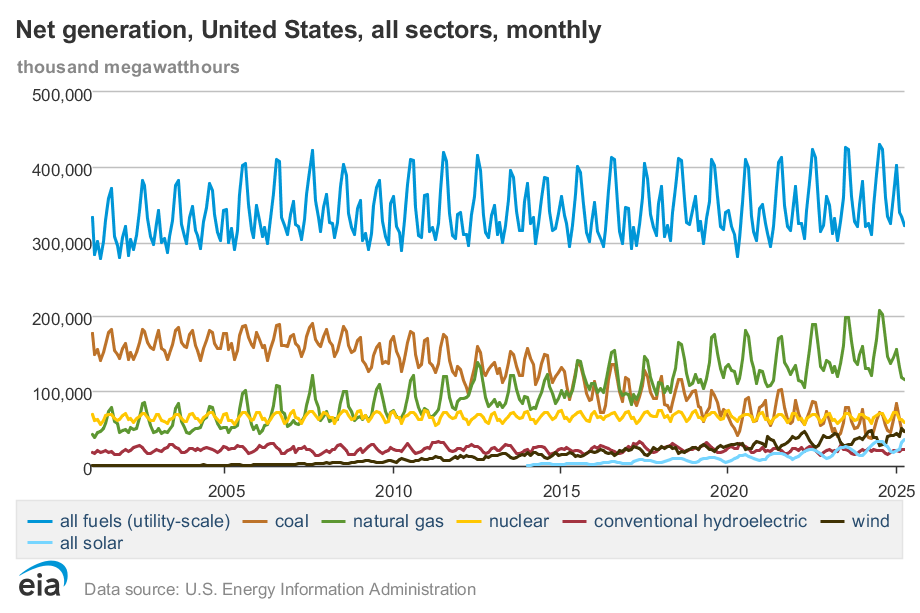 Net generation, United States, all sectors, monthly
thousand megawatthours
500,000
400,000
300,000
200,000
100,000
0
2005 2010 2015 2020 2025
all fuels (utility-scale) coal natural gas nuclear conventional hydroelectric wind
all solar
eia Data source: U.S. Energy Information Administration